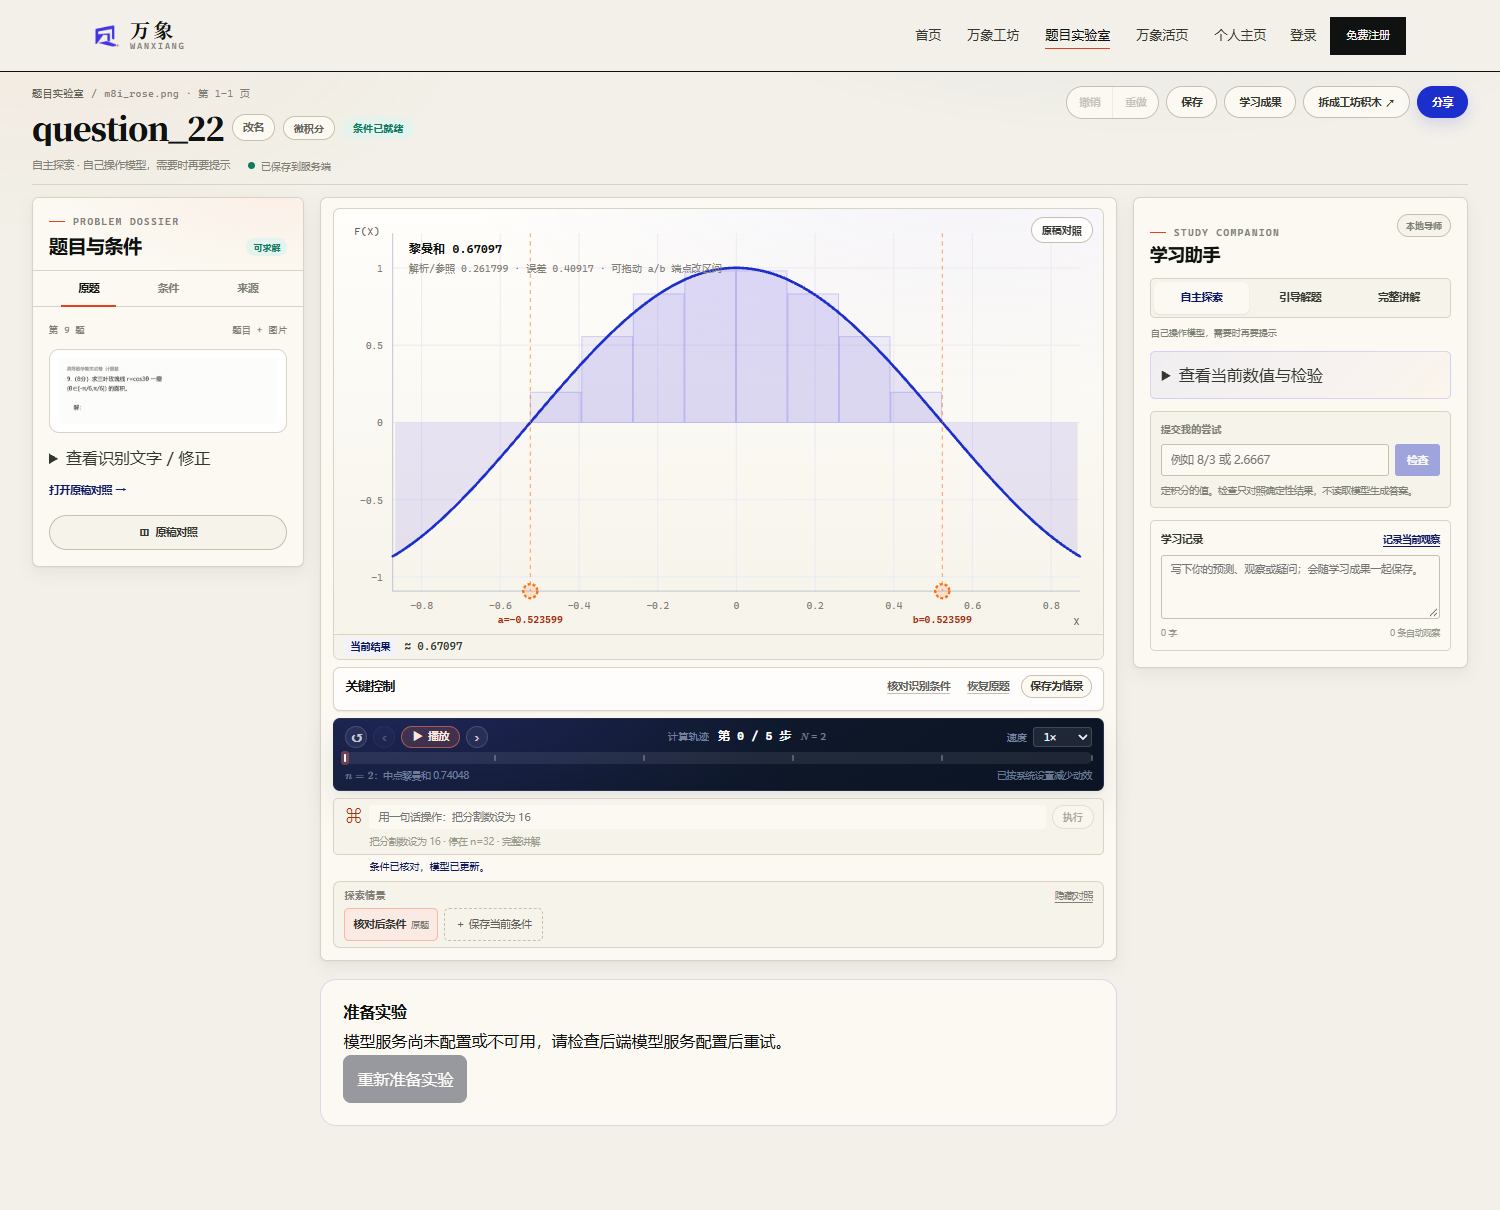 万象
WANXIANG
首页
万象工坊
题目实验室
万象活页
个人主页
登录
免费注册
题目实验室 / m8i_rose.png · 第 1–1 页
question_22
改名
微积分
条件已就绪
自主探索 · 自己操作模型，需要时再要提示
已保存到服务端
撤销
重做
保存
学习成果
拆成工坊积木 ↗
分享
PROBLEM DOSSIER
题目与条件
可求解
原题
条件
来源
第 9 题
题目 + 图片
9. (8分) 求三叶玫瑰线 r=cos3θ 一瓣
(θ∈[-π/6,π/6]) 的面积。
解:
▶ 查看识别文字 / 修正
打开原稿对照 →
原稿对照
F(X)
黎曼和 0.67097
解析/参照 0.261799 · 误差 0.40917 · 可拖动 a/b 端点改区间
原稿对照
1
0.5
0
−0.5
−1
−0.8
−0.6
−0.4
−0.2
0
0.2
0.4
0.6
0.8
a=−0.523599
b=0.523599
X
当前结果 ≈ 0.67097
关键控制
核对识别条件
恢复原题
保存为情景
↺
‹
▶ 播放
›
计算轨迹 第 0 / 5 步 N = 2
速度
1×
n = 2：中点黎曼和 0.74048
已按系统设置减少动效
⌘
用一句话操作：把分割数设为 16
执行
把分割数设为 16 · 停在 n=32 · 完整讲解
条件已核对，模型已更新。
探索情景
隐藏对照
核对后条件 原题
+ 保存当前条件
准备实验
模型服务尚未配置或不可用，请检查后端模型服务配置后重试。
重新准备实验
STUDY COMPANION
本地导师
学习助手
自主探索
引导解题
完整讲解
自己操作模型，需要时再要提示
▶ 查看当前数值与检验
提交我的尝试
例如 8/3 或 2.6667
检查
定积分的值。检查只对照确定性结果，不读取模型生成答案。
学习记录
记录当前观察
写下你的预测、观察或疑问；会随学习成果一起保存。
0 字
0 条自动观察